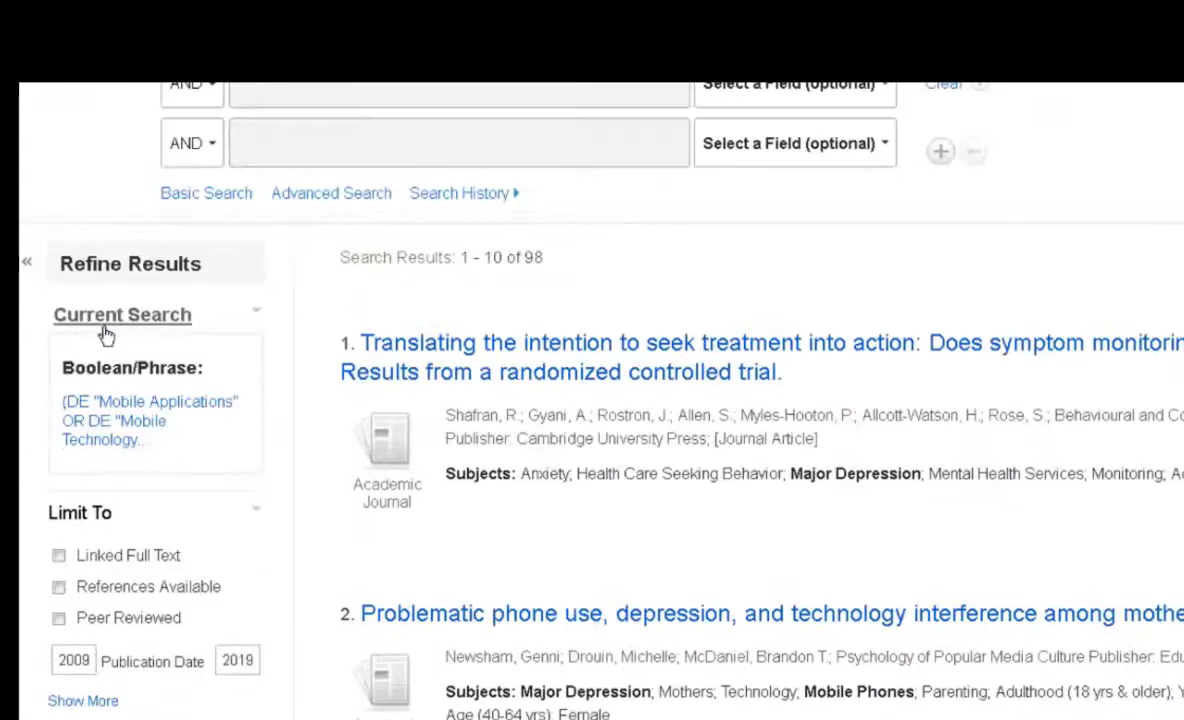 AND
Select a Field (optional)
Clear
AND
Select a Field (optional)
Basic Search
Advanced Search
Search History
«
Refine Results
Search Results: 1 - 10 of 98
Current Search
Boolean/Phrase:
(DE "Mobile Applications"
OR DE "Mobile
Technology...
1. Translating the intention to seek treatment into action: Does symptom
Results from a randomized controlled trial.
Shafran, R.; Gyani, A.; Rostron, J.; Allen, S.; Myles-Hooton, P.; Allcott-Watson, H.; Rose, S.; Behavioural and
Publisher: Cambridge University Press; [Journal Article]
Academic
Journal
Subjects: Anxiety; Health Care Seeking Behavior; Major Depression; Mental Health Services; Monitoring;
Limit To
Linked Full Text
References Available
Peer Reviewed
2009 Publication Date 2019
Show More
2. Problematic phone use, depression, and technology interference among
Newsham, Genni; Drouin, Michelle; McDaniel, Brandon T.; Psychology of Popular Media Culture Publisher:
Subjects: Major Depression; Mothers; Technology; Mobile Phones; Parenting; Adulthood (18 yrs & older);
Age (40-64 yrs); Female